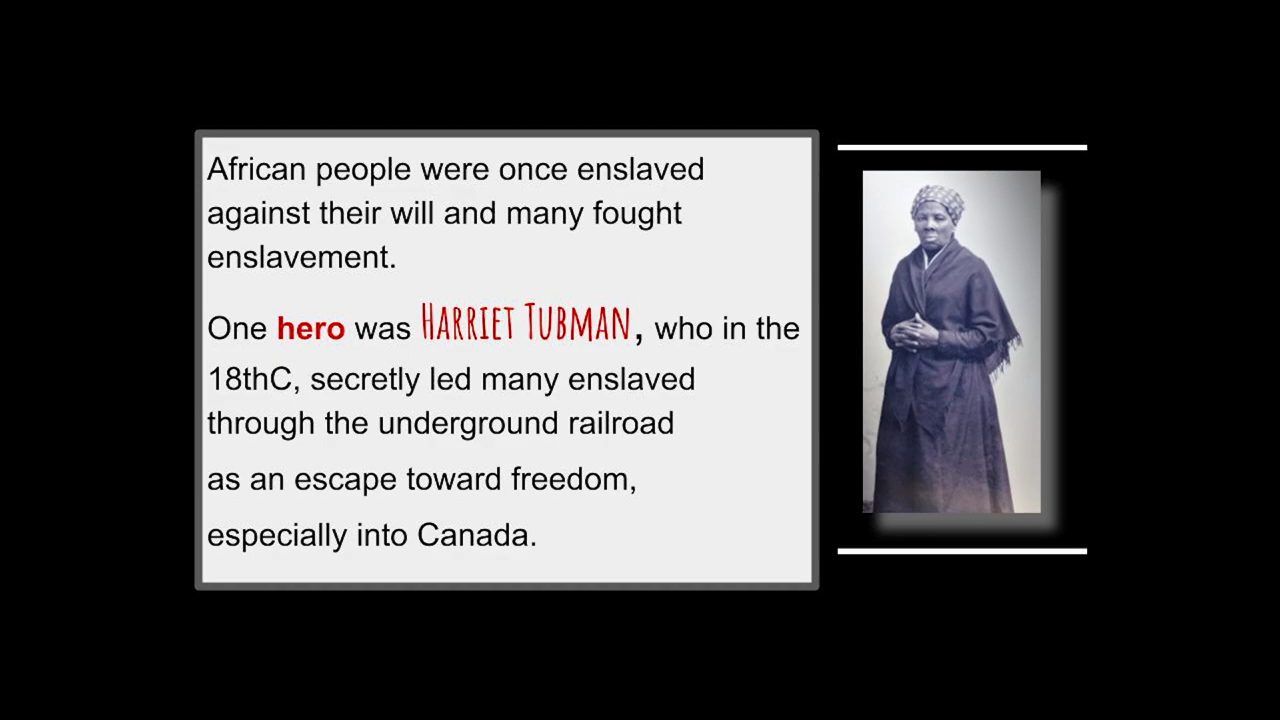 African people were once enslaved
against their will and many fought
enslavement.
One hero was HARRIET TUBMAN, who in the
18thC, secretly led many enslaved
through the underground railroad
as an escape toward freedom,
especially into Canada.